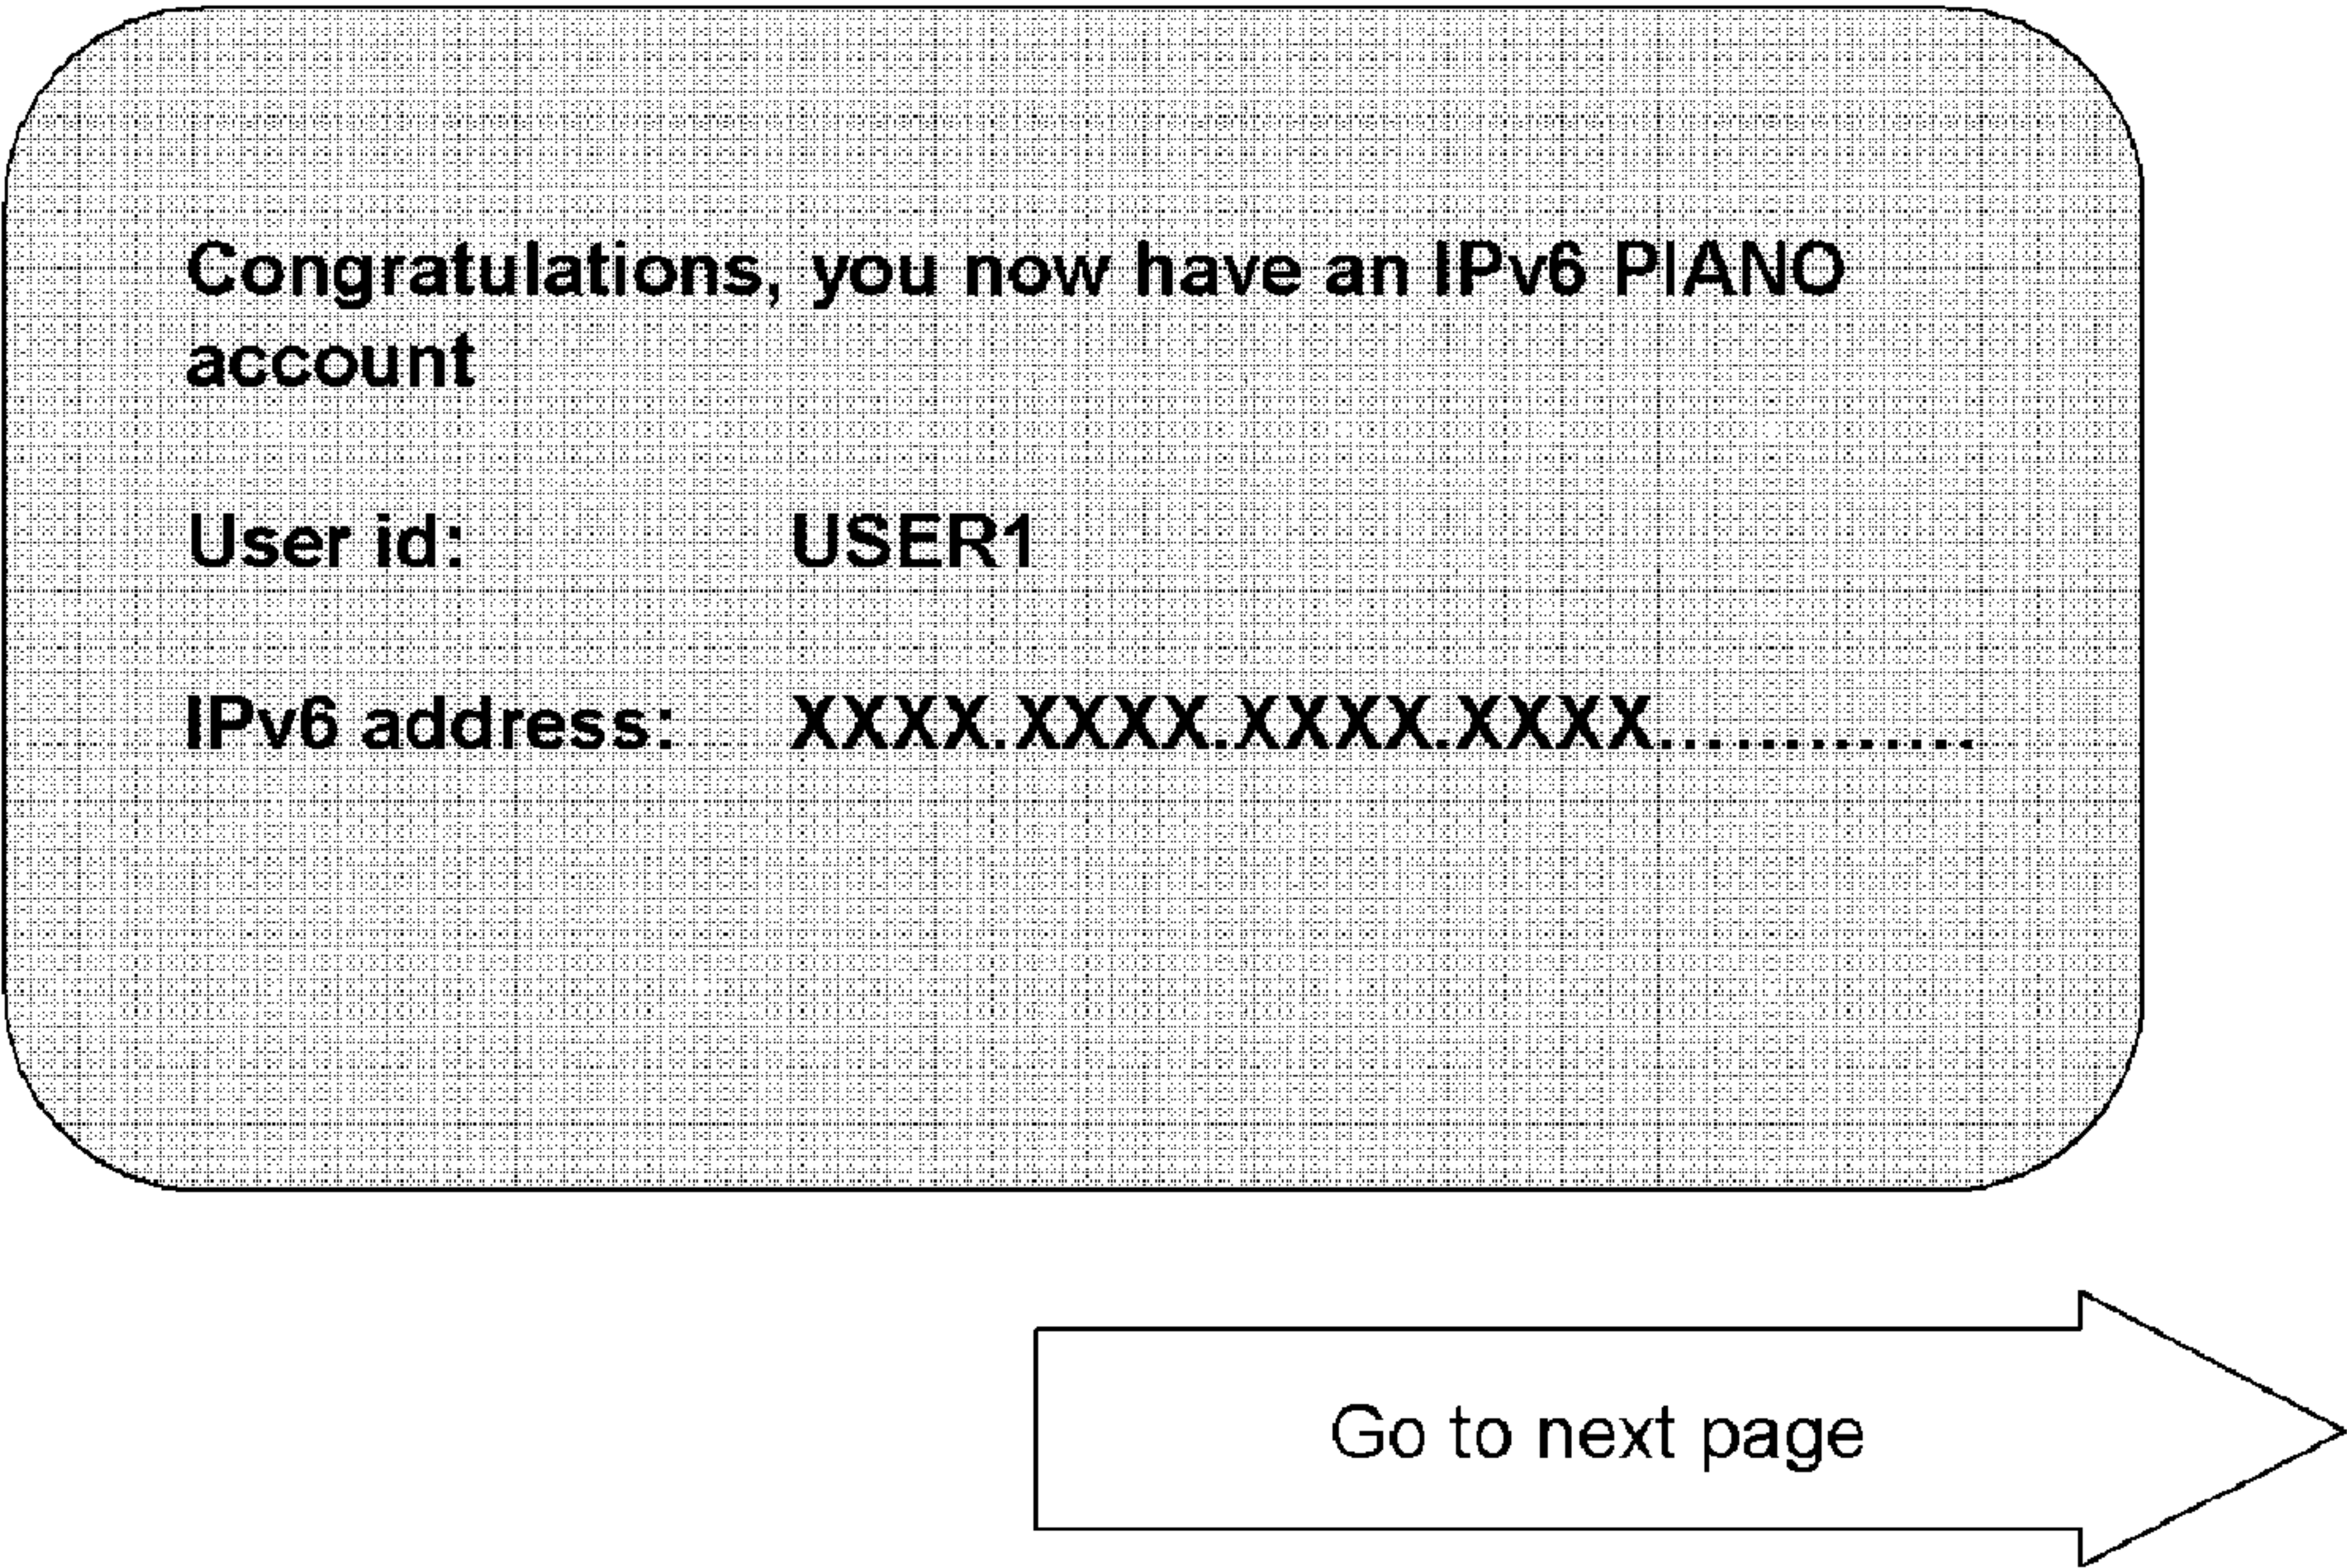 Congratulations, you now have an IPv6 PIANO
account
User id: USER1
IPv6 address: XXXX.XXXX.XXXX.XXXX.............
Go to next page